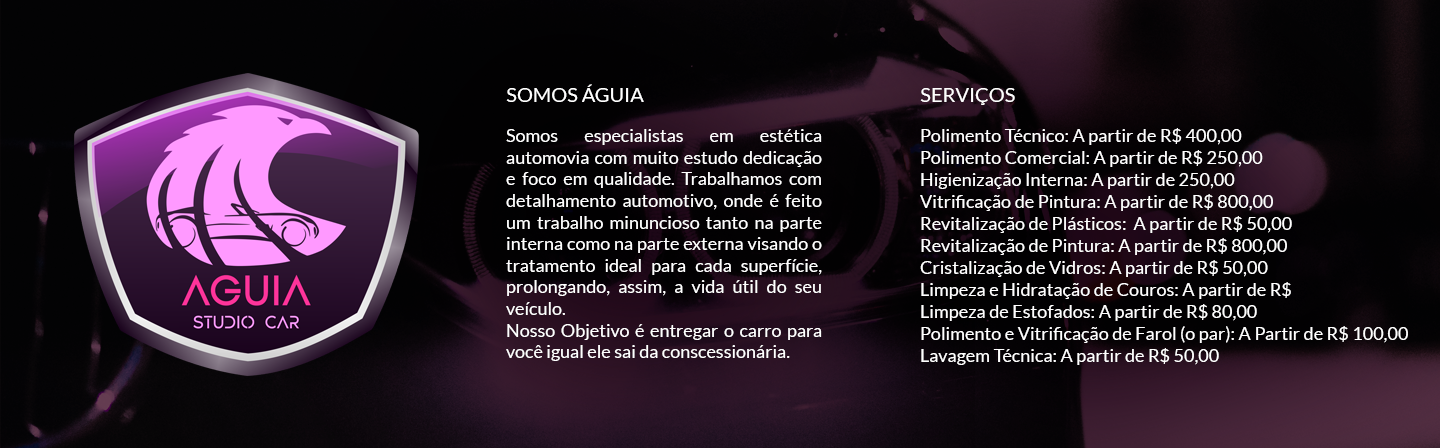 AGUIA
STUDIO CAR
SOMOS ÁGUIA
Somos especialistas em estética
automovia com muito estudo dedicação
e foco em qualidade. Trabalhamos com
detalhamento automotivo, onde é feito
um trabalho minuncioso tanto na parte
interna como na parte externa visando o
tratamento ideal para cada superfície,
prolongando, assim, a vida útil do seu
veículo.
Nosso Objetivo é entregar o carro para
você igual ele sai da conscessionária.
SERVIÇOS
Polimento Técnico: A partir de R$ 400,00
Polimento Comercial: A partir de R$ 250,00
Higienização Interna: A partir de 250,00
Vitrificação de Pintura: A partir de R$ 800,00
Revitalização de Plásticos: A partir de R$ 50,00
Revitalização de Pintura: A partir de R$ 800,00
Cristalização de Vidros: A partir de R$ 50,00
Limpeza e Hidratação de Couros: A partir de R$
Limpeza de Estofados: A partir de R$ 80,00
Polimento e Vitrificação de Farol (o par): A Partir de R$ 100,00
Lavagem Técnica: A partir de R$ 50,00